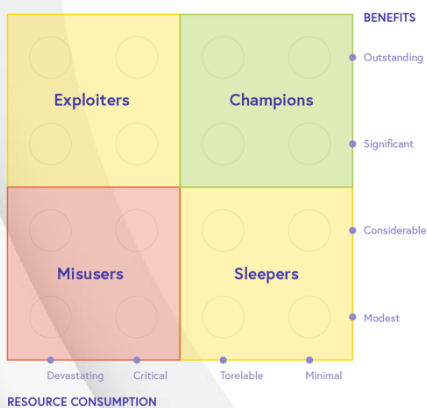 BENEFITS
Outstanding
Exploiters
Champions
Significant
Considerable
Misusers
Sleepers
Modest
Devastating
Critical
Torelable
Minimal
RESOURCE CONSUMPTION